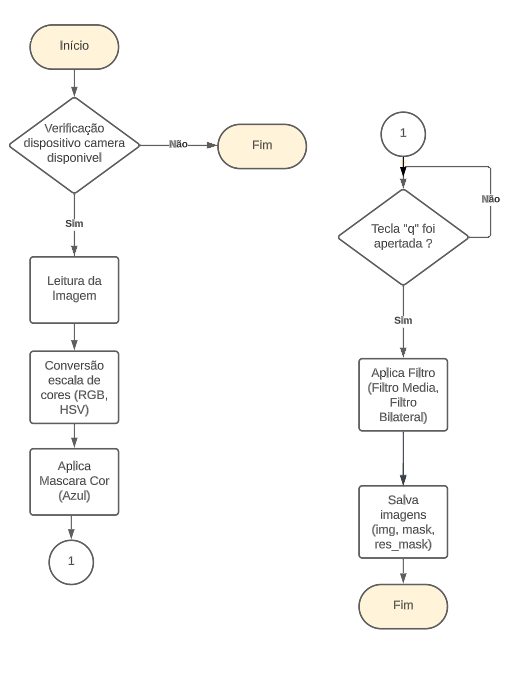 Início
Verificação
dispositivo camera
disponivel
Não
Fim
Sim
Leitura da
Imagem
Conversão
escala de
cores (RGB,
HSV)
Aplica
Mascara Cor
(Azul)
1
1
Tecla "q" foi
apertada ?
Não
Sim
Aplica Filtro
(Filtro Media,
Filtro
Bilateral)
Salva
imagens
(img, mask,
res_mask)
Fim